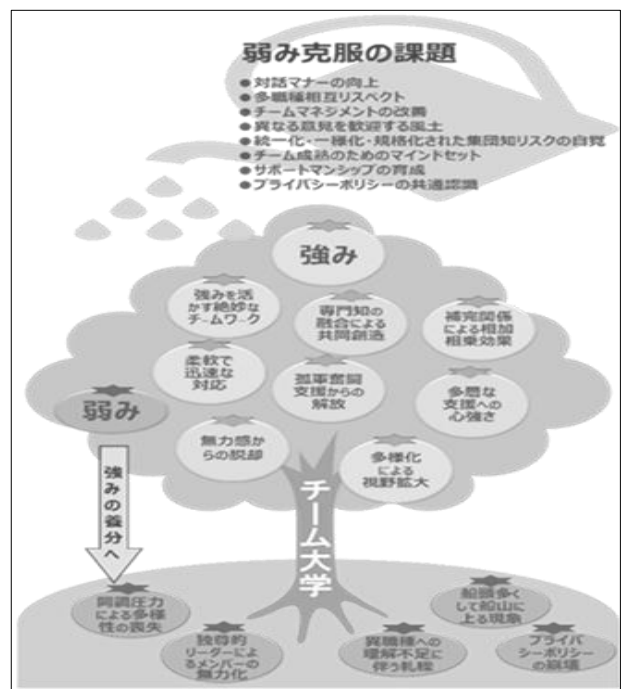 弱み克服の課題
●対話マナーの向上
●多職種相互リスペクト
●チームマネジメントの改善
●異なる意見を歓迎する風土
●統一化・一様化・規格化された集団知リスクの自覚
●チーム成熟のためのマインドセット
●サポートマンシップの育成
●プライバシーポリシーの共通認識
強み
強みを活
かす絶妙な
チームワーク
専門知の
融合による
共同創造
補完関係
による相加
相乗効果
柔軟で
迅速な
対応
孤軍奮闘
支援からの
解放
多様な
支援への
心強さ
弱み
無力感か
らの脱却
多様化
による
視野拡大
強みの養分へ
チーム大学
同調圧力
による多様
性の喪失
独尊的
リーダーによ
るメンバーの
無力化
異職種への
理解不足に
伴う軋轢
船頭多く
して船山に
上る現象
プライバ
シーポリシー
の崩壊